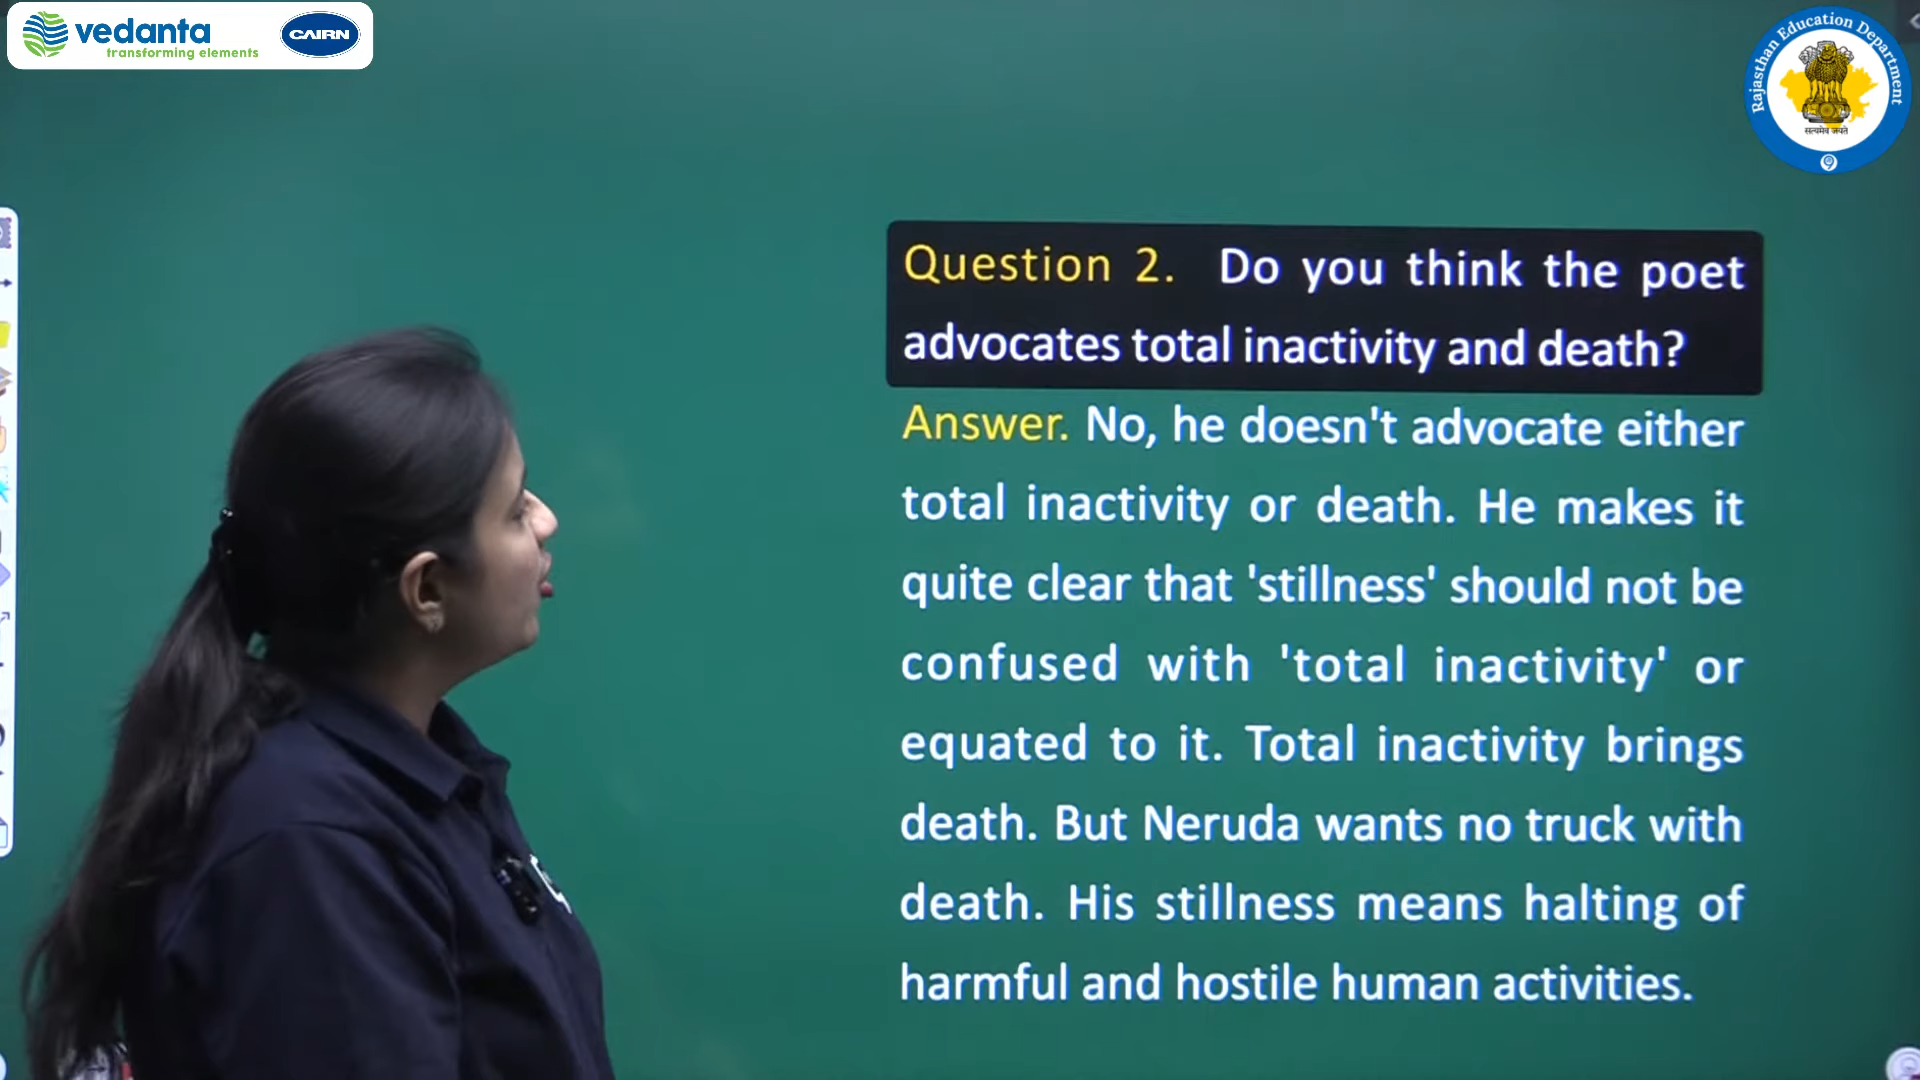 vedanta
transforming elements
CAIRN
Rajasthan Education Department
सत्यमेव जयते
Question 2. Do you think the poet
advocates total inactivity and death?
Answer. No, he doesn't advocate either
total inactivity or death. He makes it
quite clear that 'stillness' should not be
confused with 'total inactivity' or
equated to it. Total inactivity brings
death. But Neruda wants no truck with
death. His stillness means halting of
harmful and hostile human activities.